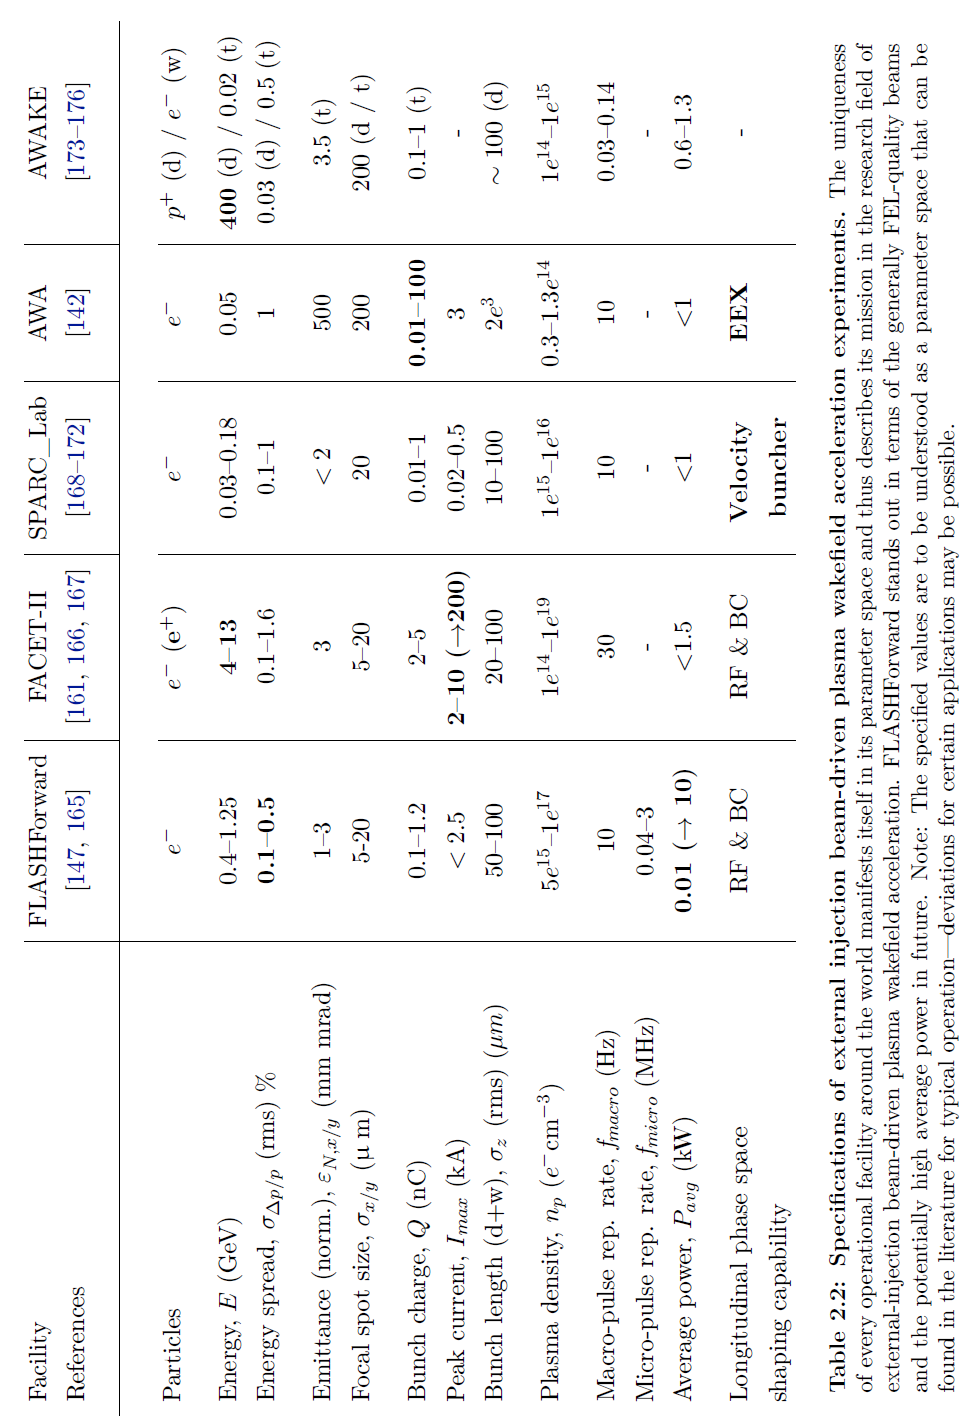 Facility FLASHForward FACET-II SPARC_Lab AWA AWAKE
References [147, 165] [161, 166, 167] [168–172] [142] [173–176]
Particles e⁻ e⁻ (e⁺) e⁻ e⁻ p⁺ (d) / e⁻ (w)
Energy, E (GeV) 0.4–1.25 4–13 0.03–0.18 0.05 400 (d) / 0.02 (t)
Energy spread, σ_Δp/p (rms) % 0.1–0.5 0.1–1.6 0.1–1 1 0.03 (d) / 0.5 (t)
Emittance (norm.), ε_N,x/y (mm mrad) 1–3 3 < 2 500 3.5 (t)
Focal spot size, σ_x/y (μ m) 5-20 5–20 20 200 200 (d / t)
Bunch charge, Q (nC) 0.1–1.2 2–5 0.01–1 0.01–100 0.1–1 (t)
Peak current, I_max (kA) < 2.5 2–10 (→200) 0.02–0.5 3 -
Bunch length (d+w), σ_z (rms) (μm) 50–100 20–100 10–100 2e³ ∼ 100 (d)
Plasma density, n_p (e⁻ cm⁻³) 5e¹⁵–1e¹⁷ 1e¹⁴–1e¹⁹ 1e¹⁵–1e¹⁶ 0.3–1.3e¹⁴ 1e¹⁴–1e¹⁵
Macro-pulse rep. rate, f_macro (Hz) 10 30 10 10 0.03–0.14
Micro-pulse rep. rate, f_micro (MHz) 0.04–3 - - - -
Average power, P_avg (kW) 0.01 (→ 10) <1.5 <1 <1 0.6–1.3
Longitudinal phase space RF & BC RF & BC Velocity EEX -
shaping capability buncher
Table 2.2: Specifications of external injection beam-driven plasma wakefield acceleration experiments. The uniqueness
of every operational facility around the world manifests itself in its parameter space and thus describes its mission in the research field of
external-injection beam-driven plasma wakefield acceleration. FLASHForward stands out in terms of the generally FEL-quality beams
and the potentially high average power in future. Note: The specified values are to be understood as a parameter space that can be
found in the literature for typical operation—deviations for certain applications may be possible.